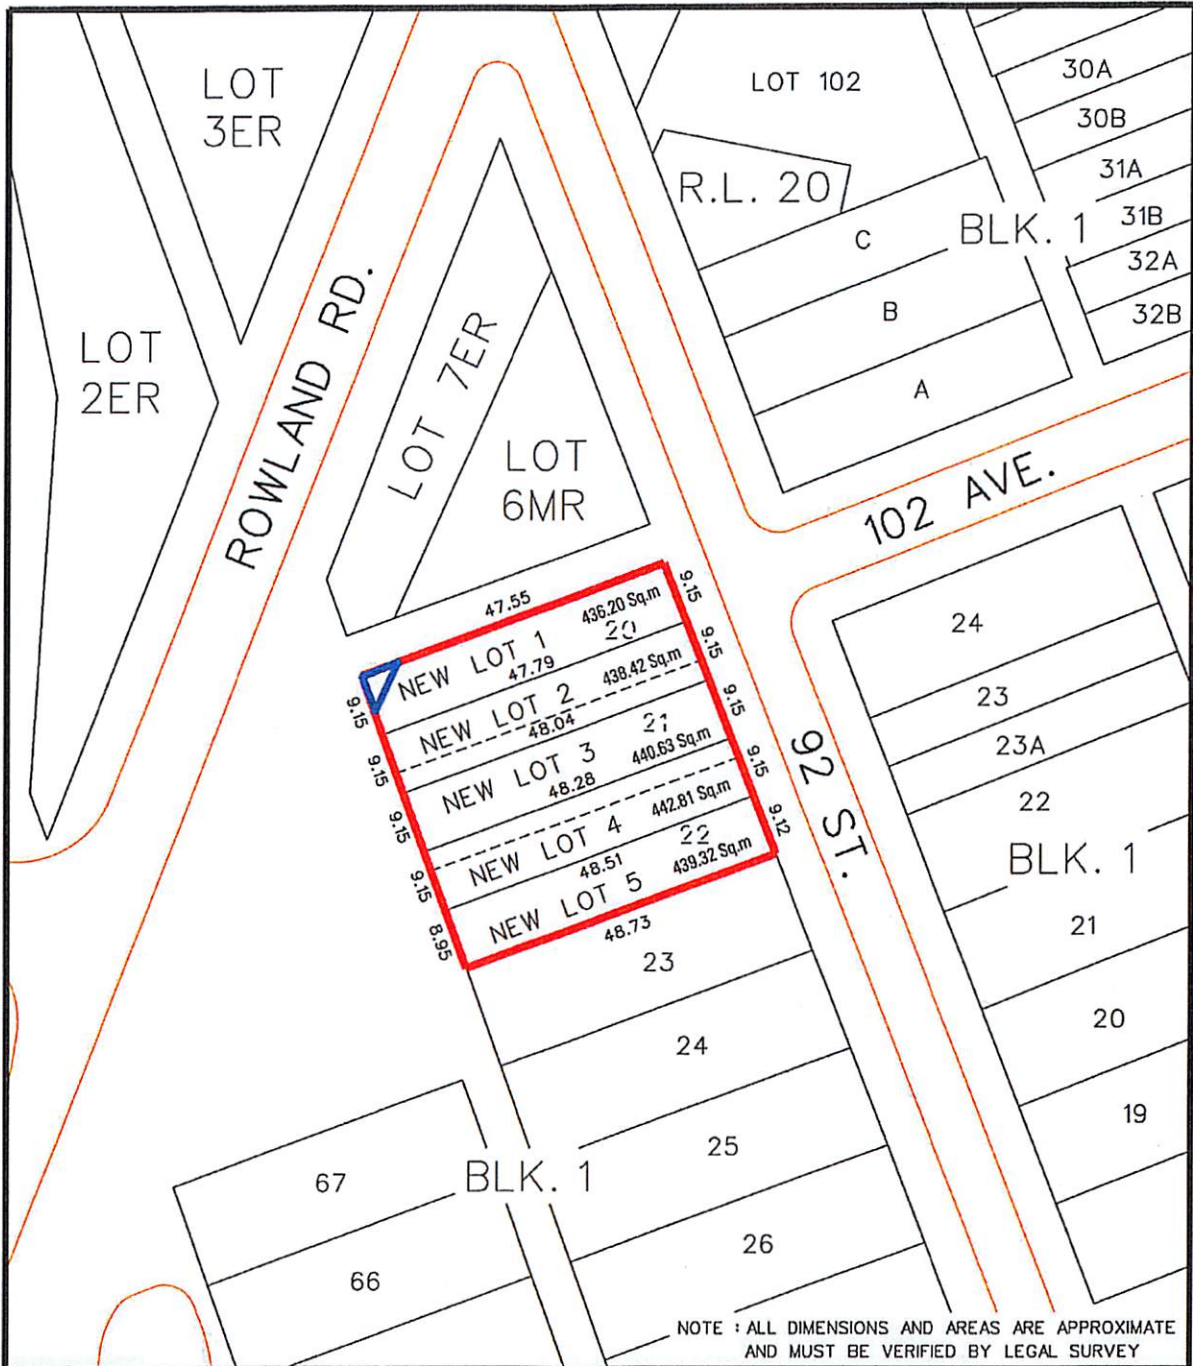 LOT
3ER
LOT 102
30A
30B
31A
31B
32A
32B
R.L. 20
BLK. 1
C
B
A
LOT
2ER
ROWLAND RD.
LOT 7ER
LOT
6MR
102 AVE.
47.55
9.15
NEW LOT 1
436.20 Sq.m
20
47.79
9.15
9.15
NEW LOT 2
438.42 Sq.m
48.04
9.15
9.15
NEW LOT 3
21
440.63 Sq.m
48.28
9.15
9.15
NEW LOT 4
442.81 Sq.m
48.51
9.12
9.15
NEW LOT 5
22
439.32 Sq.m
48.73
8.95
92 ST.
24
23
23A
22
BLK. 1
21
20
19
23
24
25
26
BLK. 1
67
66
NOTE : ALL DIMENSIONS AND AREAS ARE APPROXIMATE
AND MUST BE VERIFIED BY LEGAL SURVEY